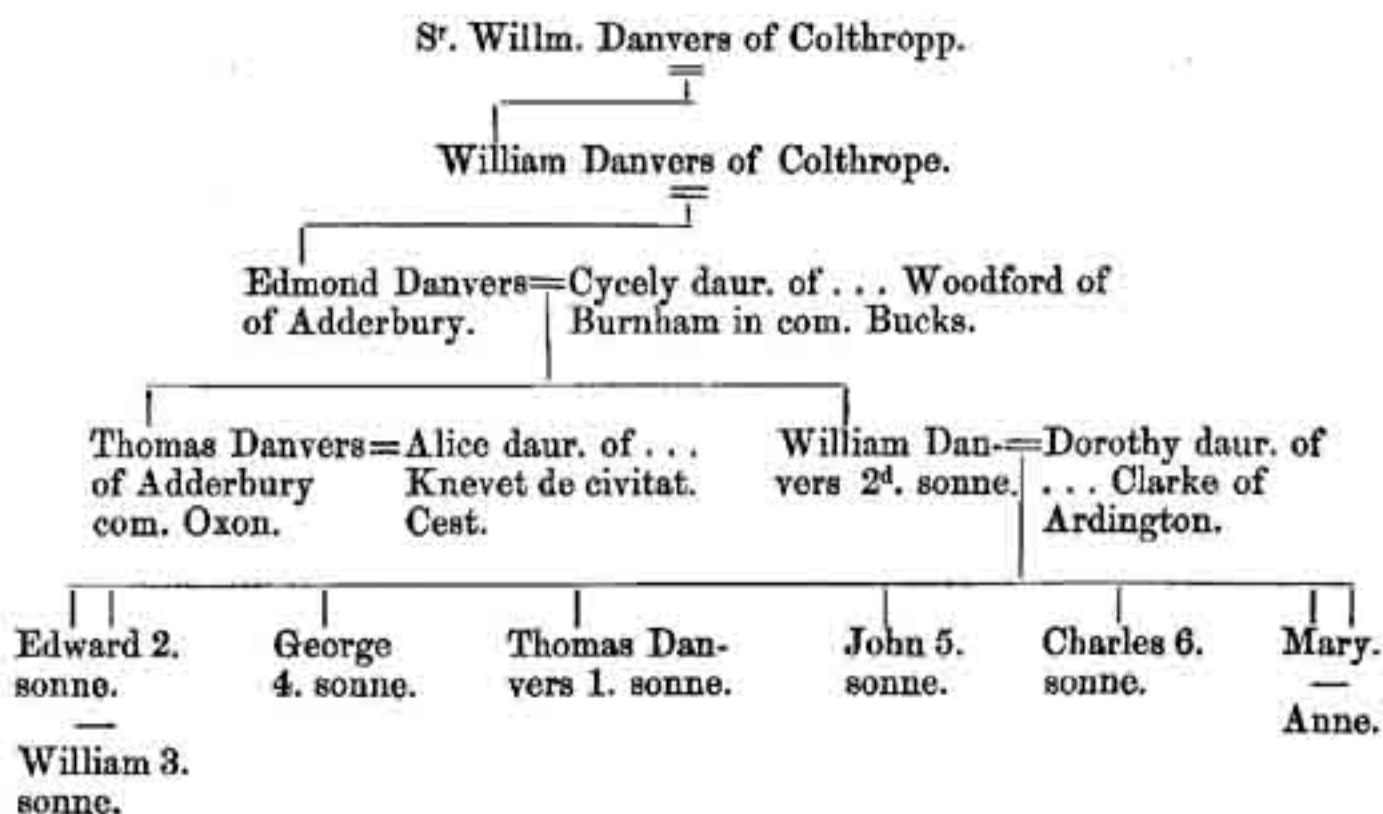 Sr. Willm. Danvers of Colthropp.
William Danvers of Colthrope.
Edmond Danvers=Cycely daur. of . . . Woodford of
of Adderbury. Burnham in com. Bucks.
Thomas Danvers=Alice daur. of . . .
of Adderbury Knevet de civitat.
com. Oxon. Cest.
William Dan-=Dorothy daur. of
vers 2d. sonne. . . . Clarke of
Ardington.
Edward 2.
sonne.
—
William 3.
sonne.
George
4. sonne.
Thomas Dan-
vers 1. sonne.
John 5.
sonne.
Charles 6.
sonne.
Mary.
—
Anne.